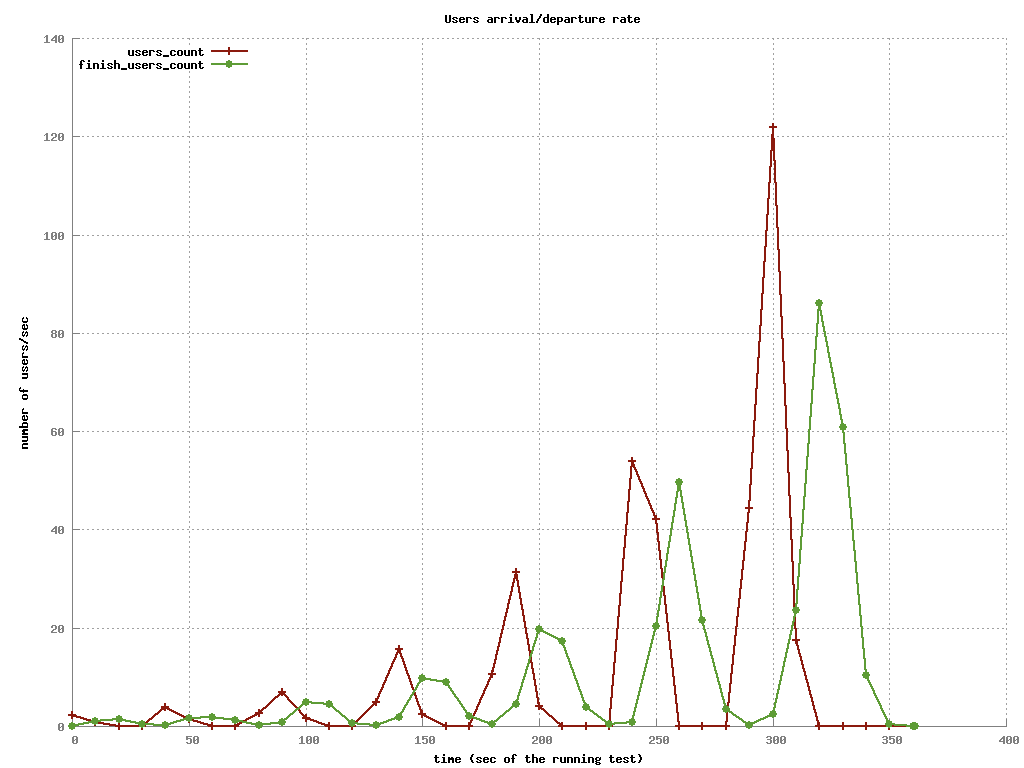 Users arrival/departure rate
140
users_count
finish_users_count
120
100
80
number of users/sec
60
40
20
0
0 50 100 150 200 250 300 350 400
time (sec of the running test)